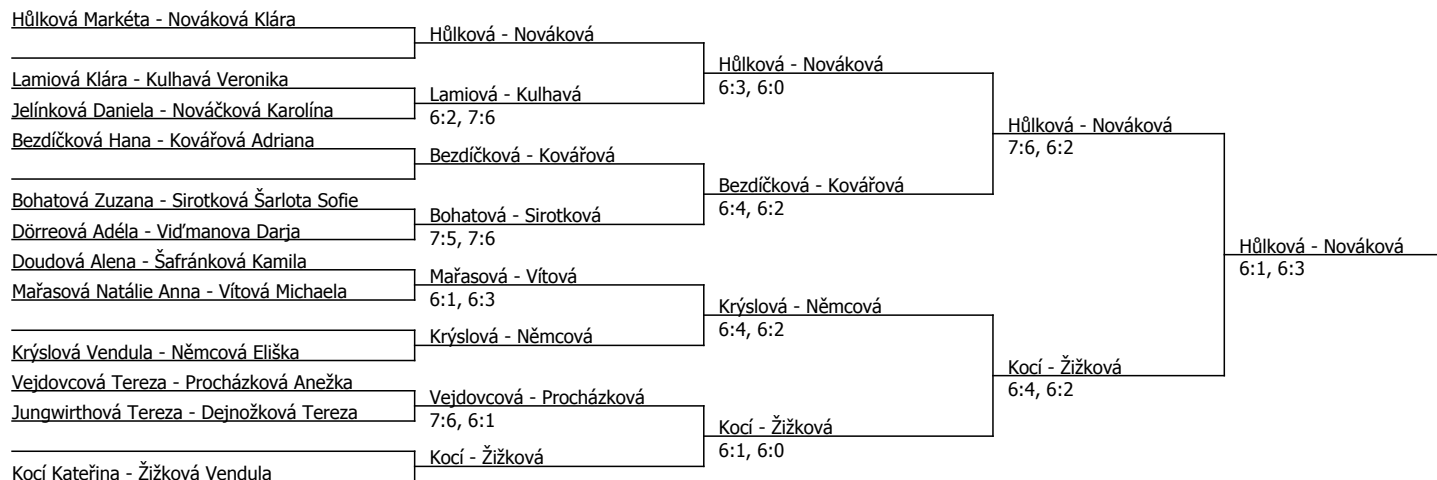 Hůlková Markéta - Nováková Klára
Lamiová Klára - Kulhavá Veronika
Jelínková Daniela - Nováčková Karolína
Bezdíčková Hana - Kovářová Adriana
Bohatová Zuzana - Sirotková Šarlota Sofie
Dörreová Adéla - Viďmanova Darja
Doudová Alena - Šafránková Kamila
Mařasová Natálie Anna - Vítová Michaela
Krýslová Vendula - Němcová Eliška
Vejdovcová Tereza - Procházková Anežka
Jungwirthová Tereza - Dejnožková Tereza
Kocí Kateřina - Žižková Vendula
Hůlková - Nováková
Lamiová - Kulhavá
6:2, 7:6
Bezdíčková - Kovářová
Bohatová - Sirotková
7:5, 7:6
Mařasová - Vítová
6:1, 6:3
Krýslová - Němcová
Vejdovcová - Procházková
7:6, 6:1
Kocí - Žižková
Hůlková - Nováková
6:3, 6:0
Bezdíčková - Kovářová
6:4, 6:2
Krýslová - Němcová
6:4, 6:2
Kocí - Žižková
6:1, 6:0
Hůlková - Nováková
7:6, 6:2
Kocí - Žižková
6:4, 6:2
Hůlková - Nováková
6:1, 6:3